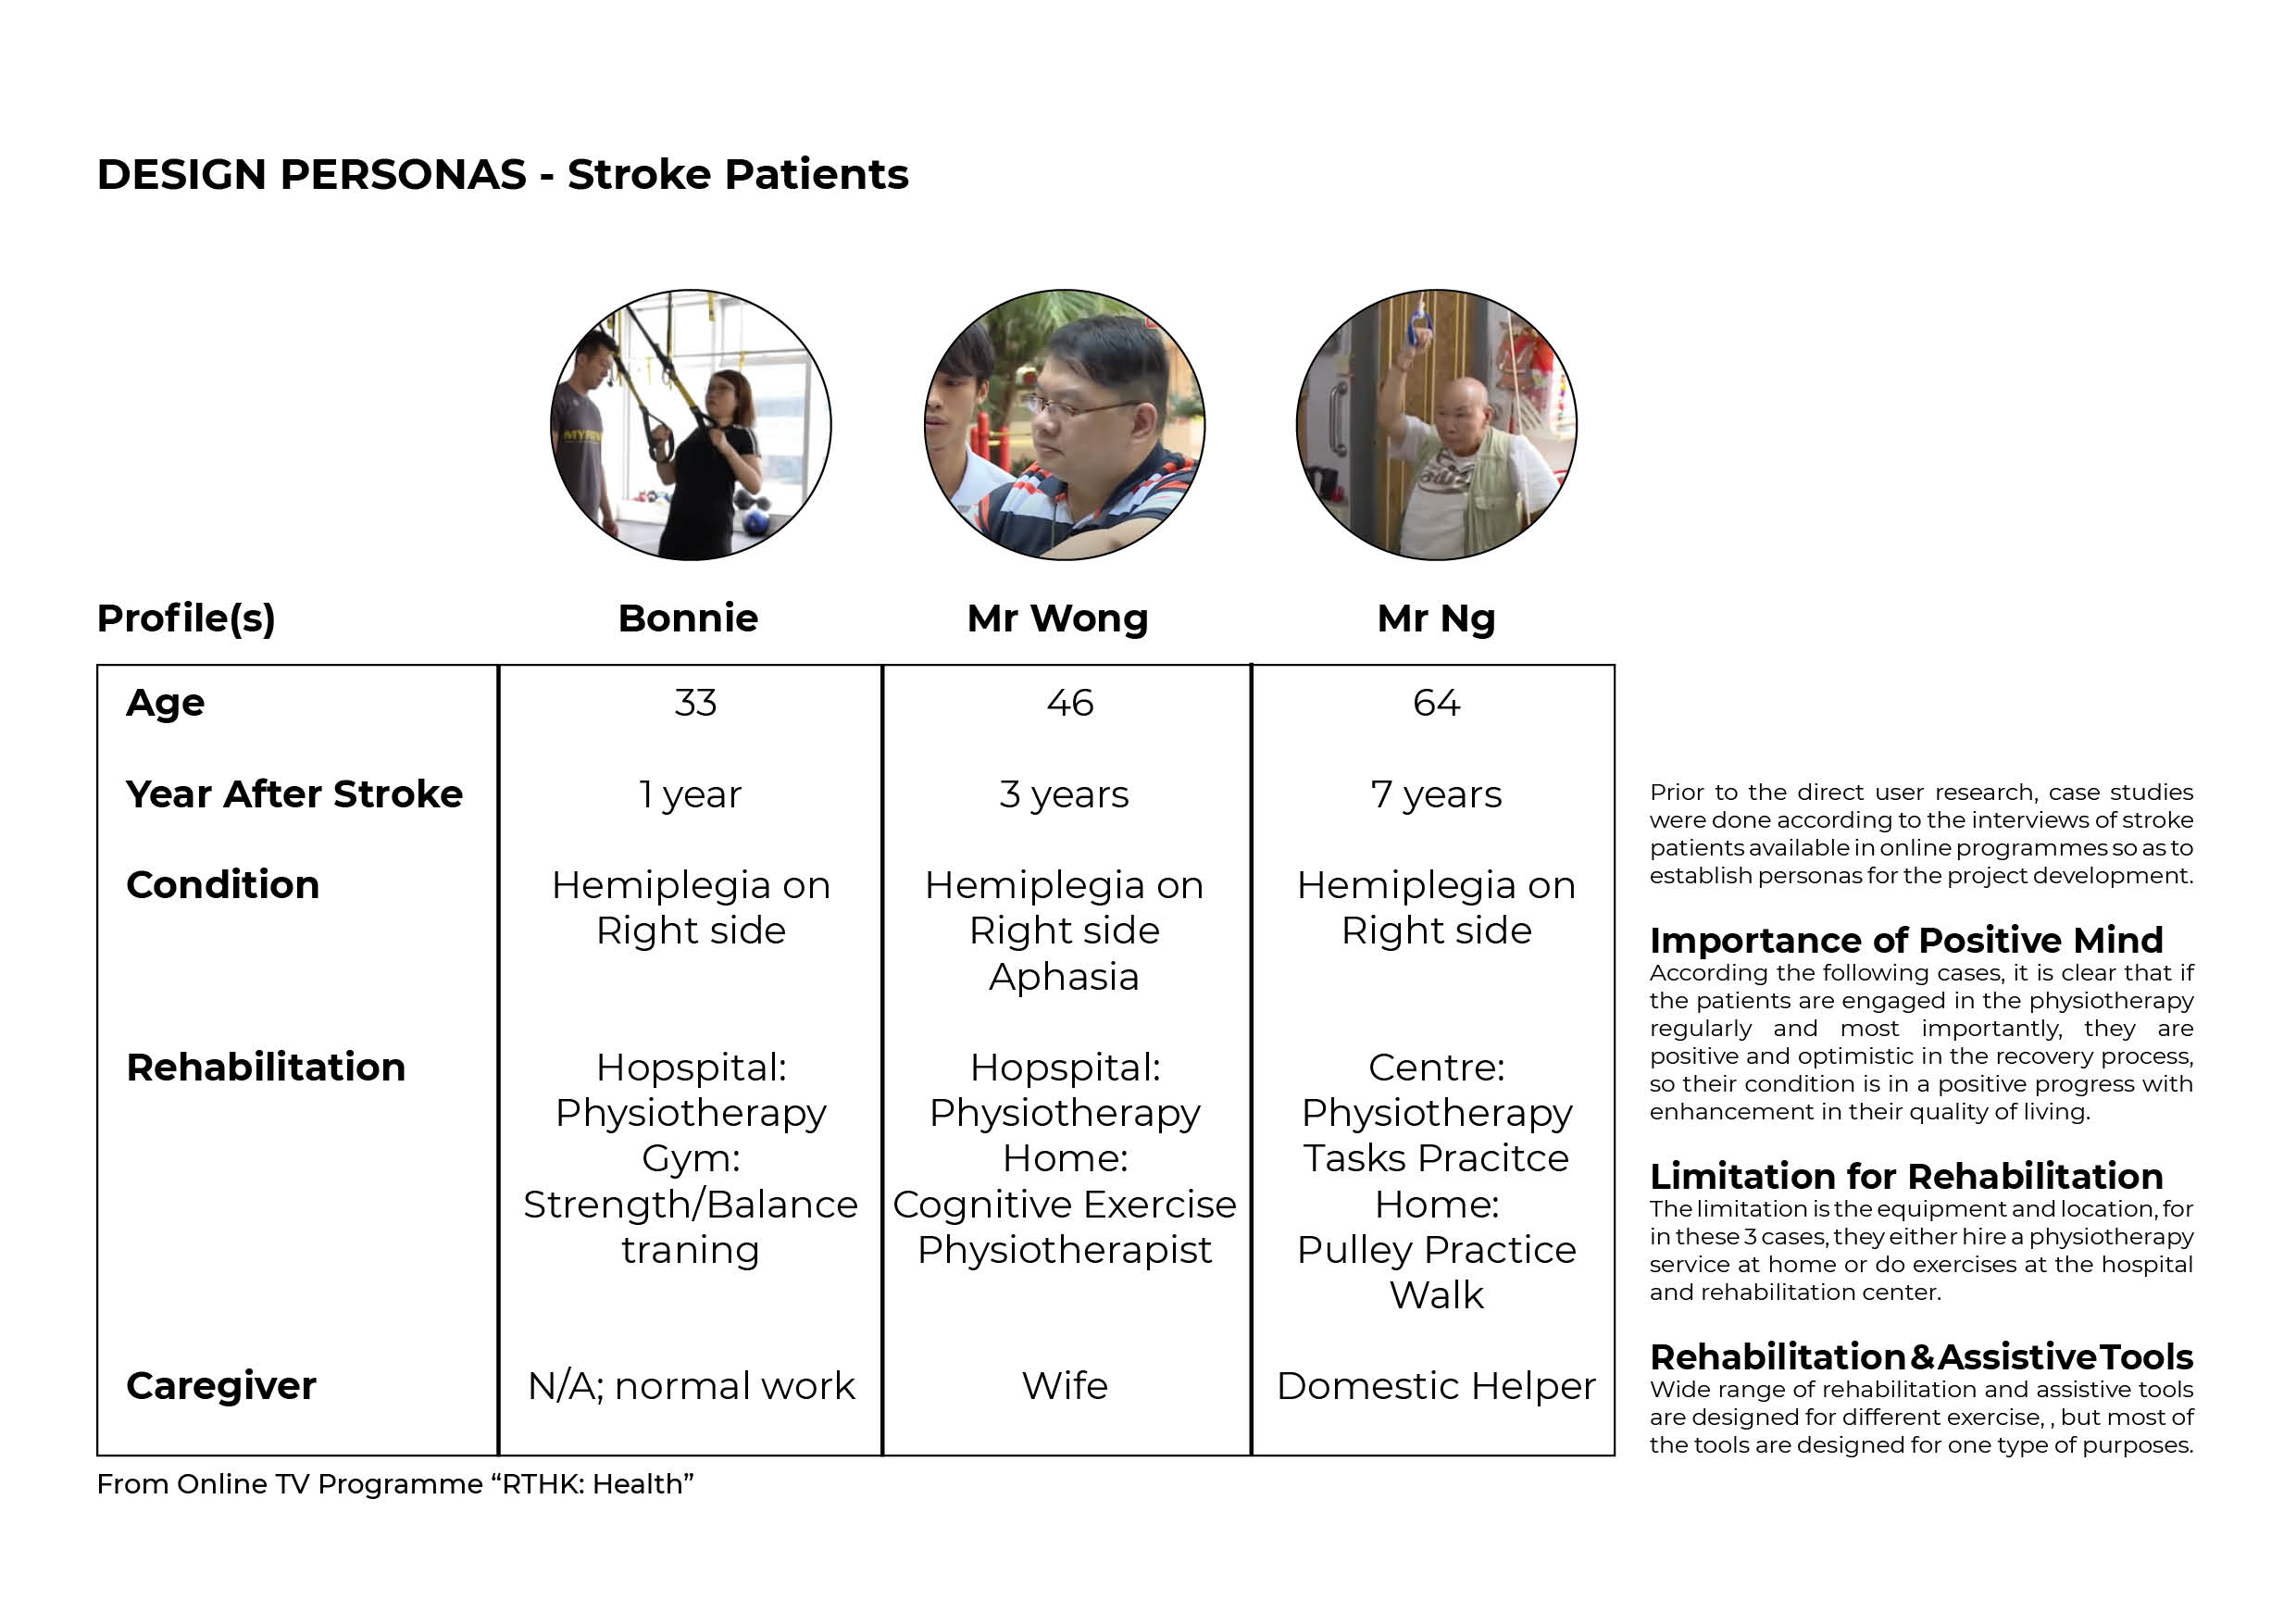 DESIGN PERSONAS - Stroke Patients
MYFIT
Profile(s) Bonnie Mr Wong Mr Ng
Age 33 46 64
Year After Stroke 1 year 3 years 7 years
Condition Hemiplegia on Hemiplegia on Hemiplegia on
Right side Right side Right side
Aphasia
Rehabilitation Hopspital: Hopspital: Centre:
Physiotherapy Physiotherapy Physiotherapy
Gym: Home: Tasks Pracitce
Strength/Balance Cognitive Exercise Home:
traning Physiotherapist Pulley Practice
Walk
Caregiver N/A; normal work Wife Domestic Helper
From Online TV Programme “RTHK: Health”
Prior to the direct user research, case studies
were done according to the interviews of stroke
patients available in online programmes so as to
establish personas for the project development.
Importance of Positive Mind
According the following cases, it is clear that if
the patients are engaged in the physiotherapy
regularly and most importantly, they are
positive and optimistic in the recovery process,
so their condition is in a positive progress with
enhancement in their quality of living.
Limitation for Rehabilitation
The limitation is the equipment and location, for
in these 3 cases, they either hire a physiotherapy
service at home or do exercises at the hospital
and rehabilitation center.
Rehabilitation & Assistive Tools
Wide range of rehabilitation and assistive tools
are designed for different exercise, , but most of
the tools are designed for one type of purposes.